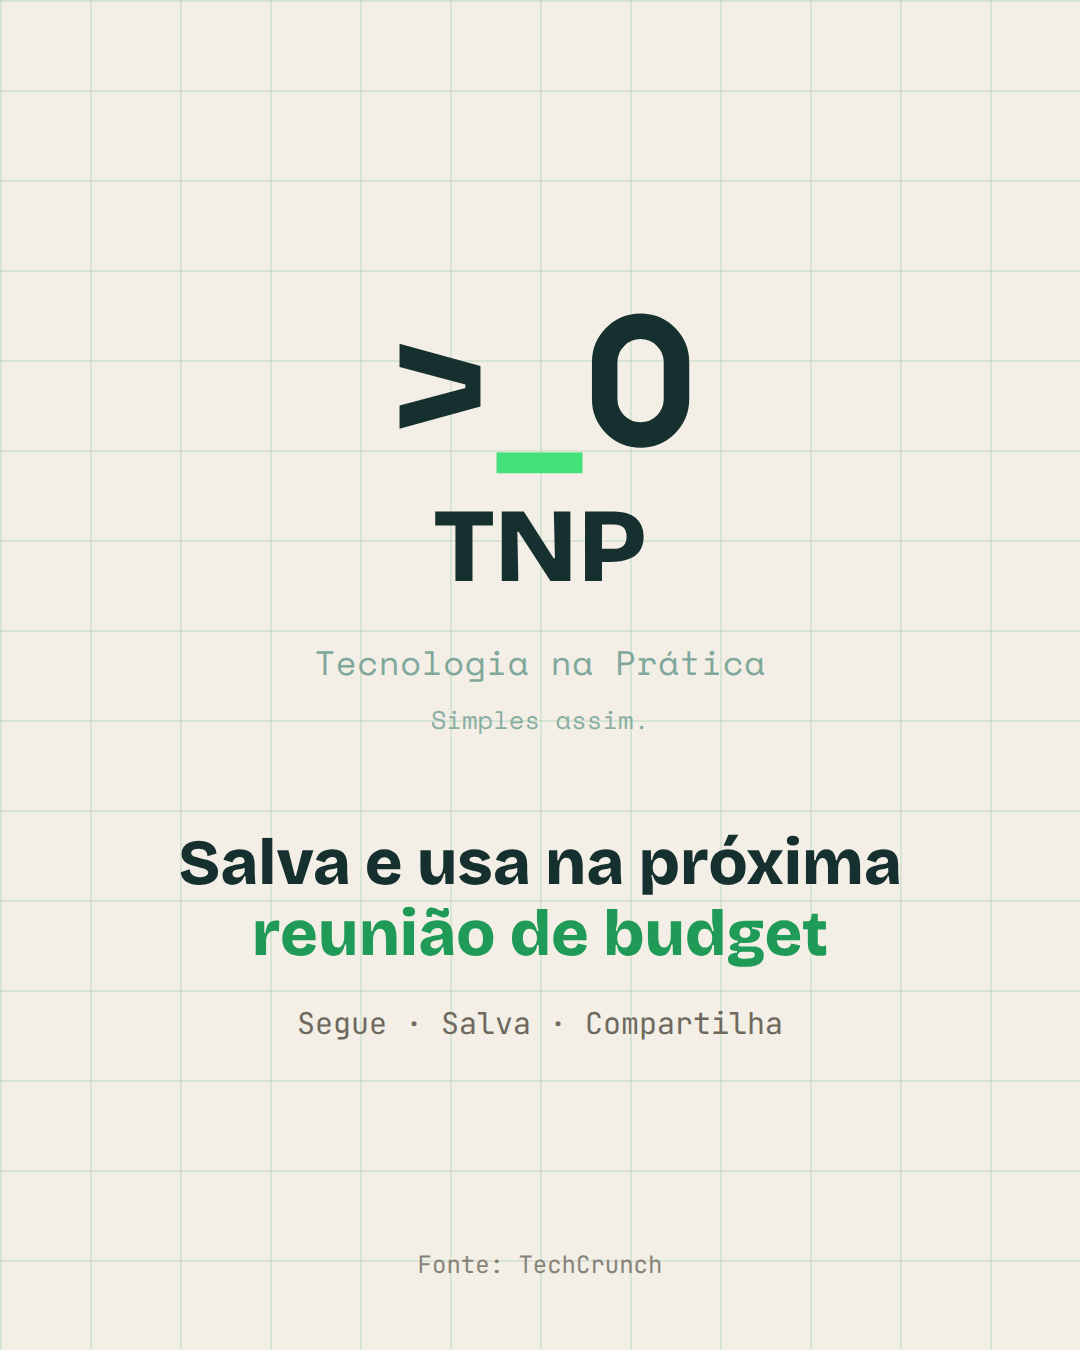 >_0
TNP
Tecnologia na Prática
Simples assim.
Salva e usa na próxima
reunião de budget
Segue · Salva · Compartilha
Fonte: TechCrunch